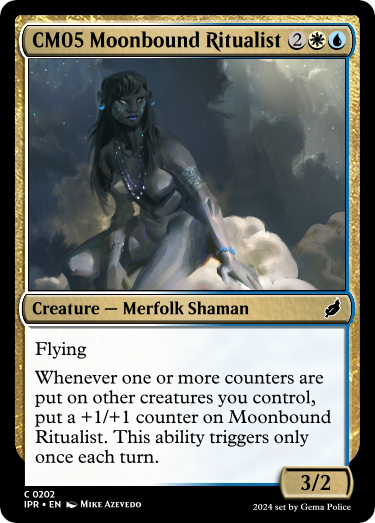 CM05 Moonbound Ritualist 2
Creature — Merfolk Shaman
Flying
Whenever one or more counters are
put on other creatures you control,
put a +1/+1 counter on Moonbound
Ritualist. This ability triggers only
once each turn.
3/2
C 0202
IPR • EN Mike Azevedo
2024 set by Gema Police